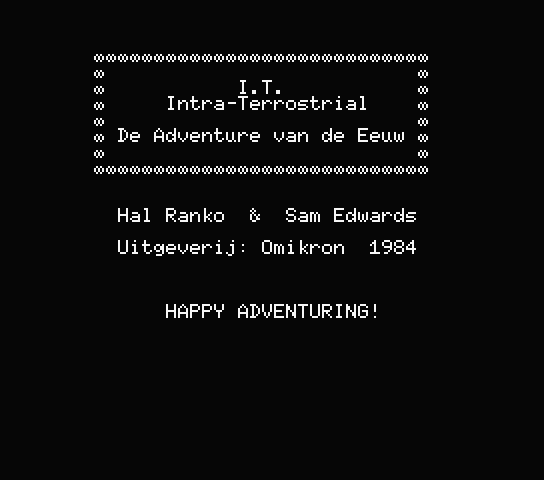 I.T.
Intra-Terrostrial
De Adventure van de Eeuw
Hal Ranko & Sam Edwards
Uitgeverij: Omikron 1984
HAPPY ADVENTURING!